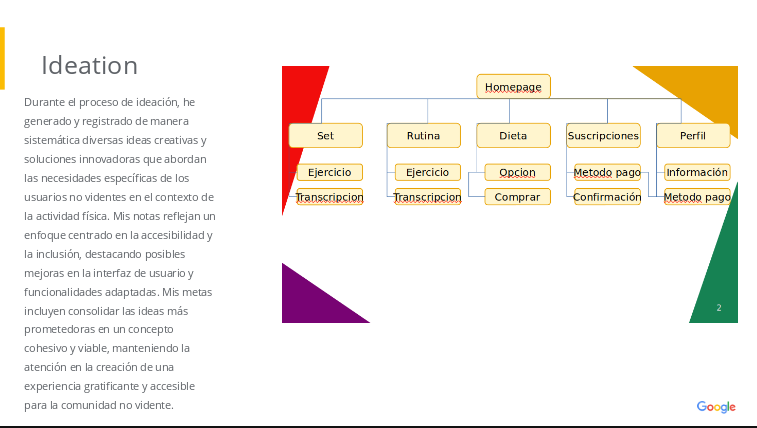 Ideation
Durante el proceso de ideación, he
generado y registrado de manera
sistemática diversas ideas creativas y
soluciones innovadoras que abordan
las necesidades específicas de los
usuarios no videntes en el contexto de
la actividad física. Mis notas reflejan un
enfoque centrado en la accesibilidad y
la inclusión, destacando posibles
mejoras en la interfaz de usuario y
funcionalidades adaptadas. Mis metas
incluyen consolidar las ideas más
prometedoras en un concepto
cohesivo y viable, manteniendo la
atención en la creación de una
experiencia gratificante y accesible
para la comunidad no vidente.
Homepage
Set Rutina Dieta Suscripciones Perfil
Ejercicio Ejercicio Opcion Metodo pago Información
Transcripcion Transcripcion Comprar Confirmación Metodo pago
2
Google